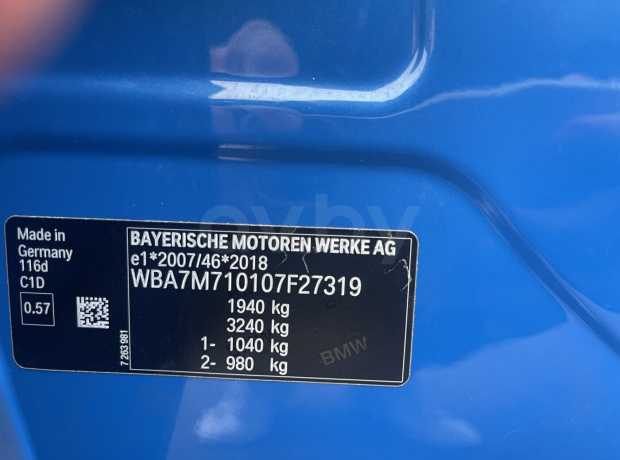 Made in
Germany
116d
C1D
0.57
7 263 981
BAYERISCHE MOTOREN WERKE AG
e1*2007/46*2018
WBA7M710107F27319
1940 kg
3240 kg
1- 1040 kg
2- 980 kg
BMW